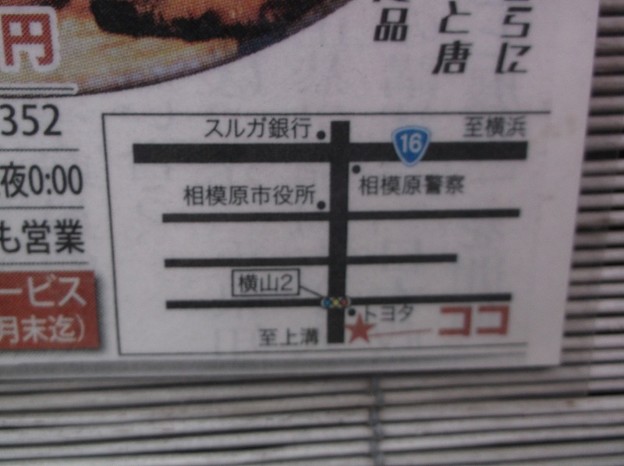 さらに
と唐
品
円
352
夜0:00
も営業
ービス
月末迄)
スルガ銀行
16
至横浜
相模原警察
相模原市役所
横山2
トヨタ
至上溝
ココ